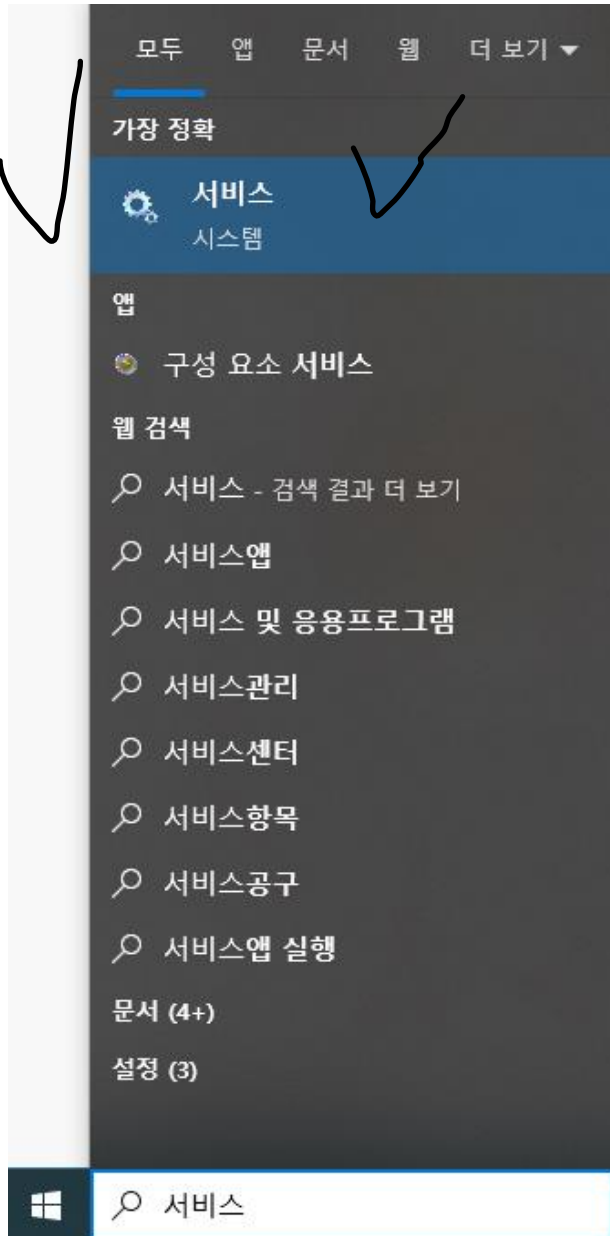 모두 앱 문서 웹 더 보기
가장 정확
서비스
시스템
앱
구성 요소 서비스
웹 검색
서비스 - 검색 결과 더 보기
서비스앱
서비스 및 응용프로그램
서비스관리
서비스센터
서비스항목
서비스공구
서비스앱 실행
문서 (4+)
설정 (3)
서비스